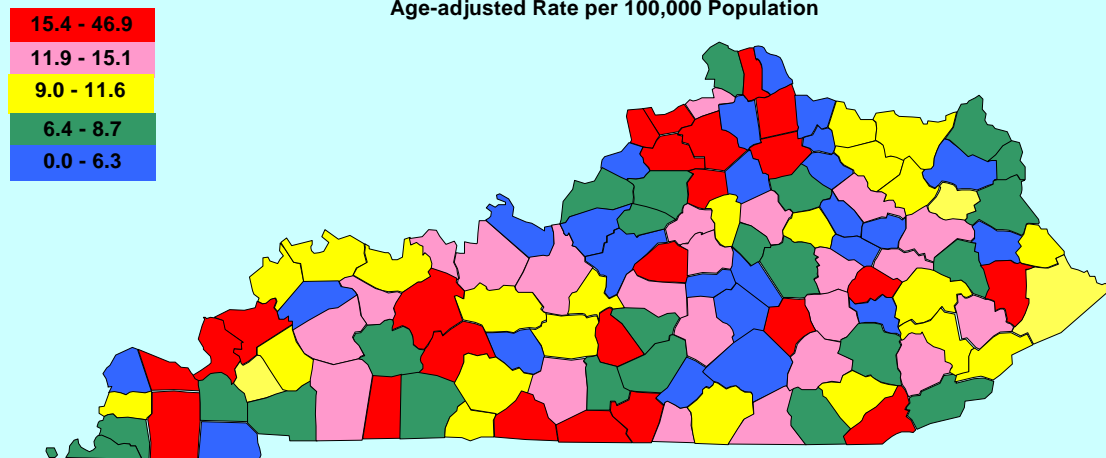 Age-adjusted Rate per 100,000 Population
15.4 - 46.9
11.9 - 15.1
9.0 - 11.6
6.4 - 8.7
0.0 - 6.3